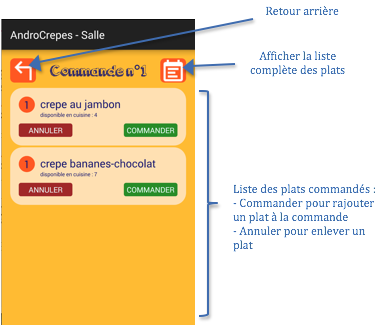 Retour arrière
AndroCrepes - Salle
Commande n°1
Afficher la liste
complète des plats
1 crepe au jambon
disponible en cuisine : 4
ANNULER COMMANDER
1 crepe bananes-chocolat
disponible en cuisine : 7
ANNULER COMMANDER
Liste des plats commandés :
- Commander pour rajouter
un plat à la commande
- Annuler pour enlever un
plat